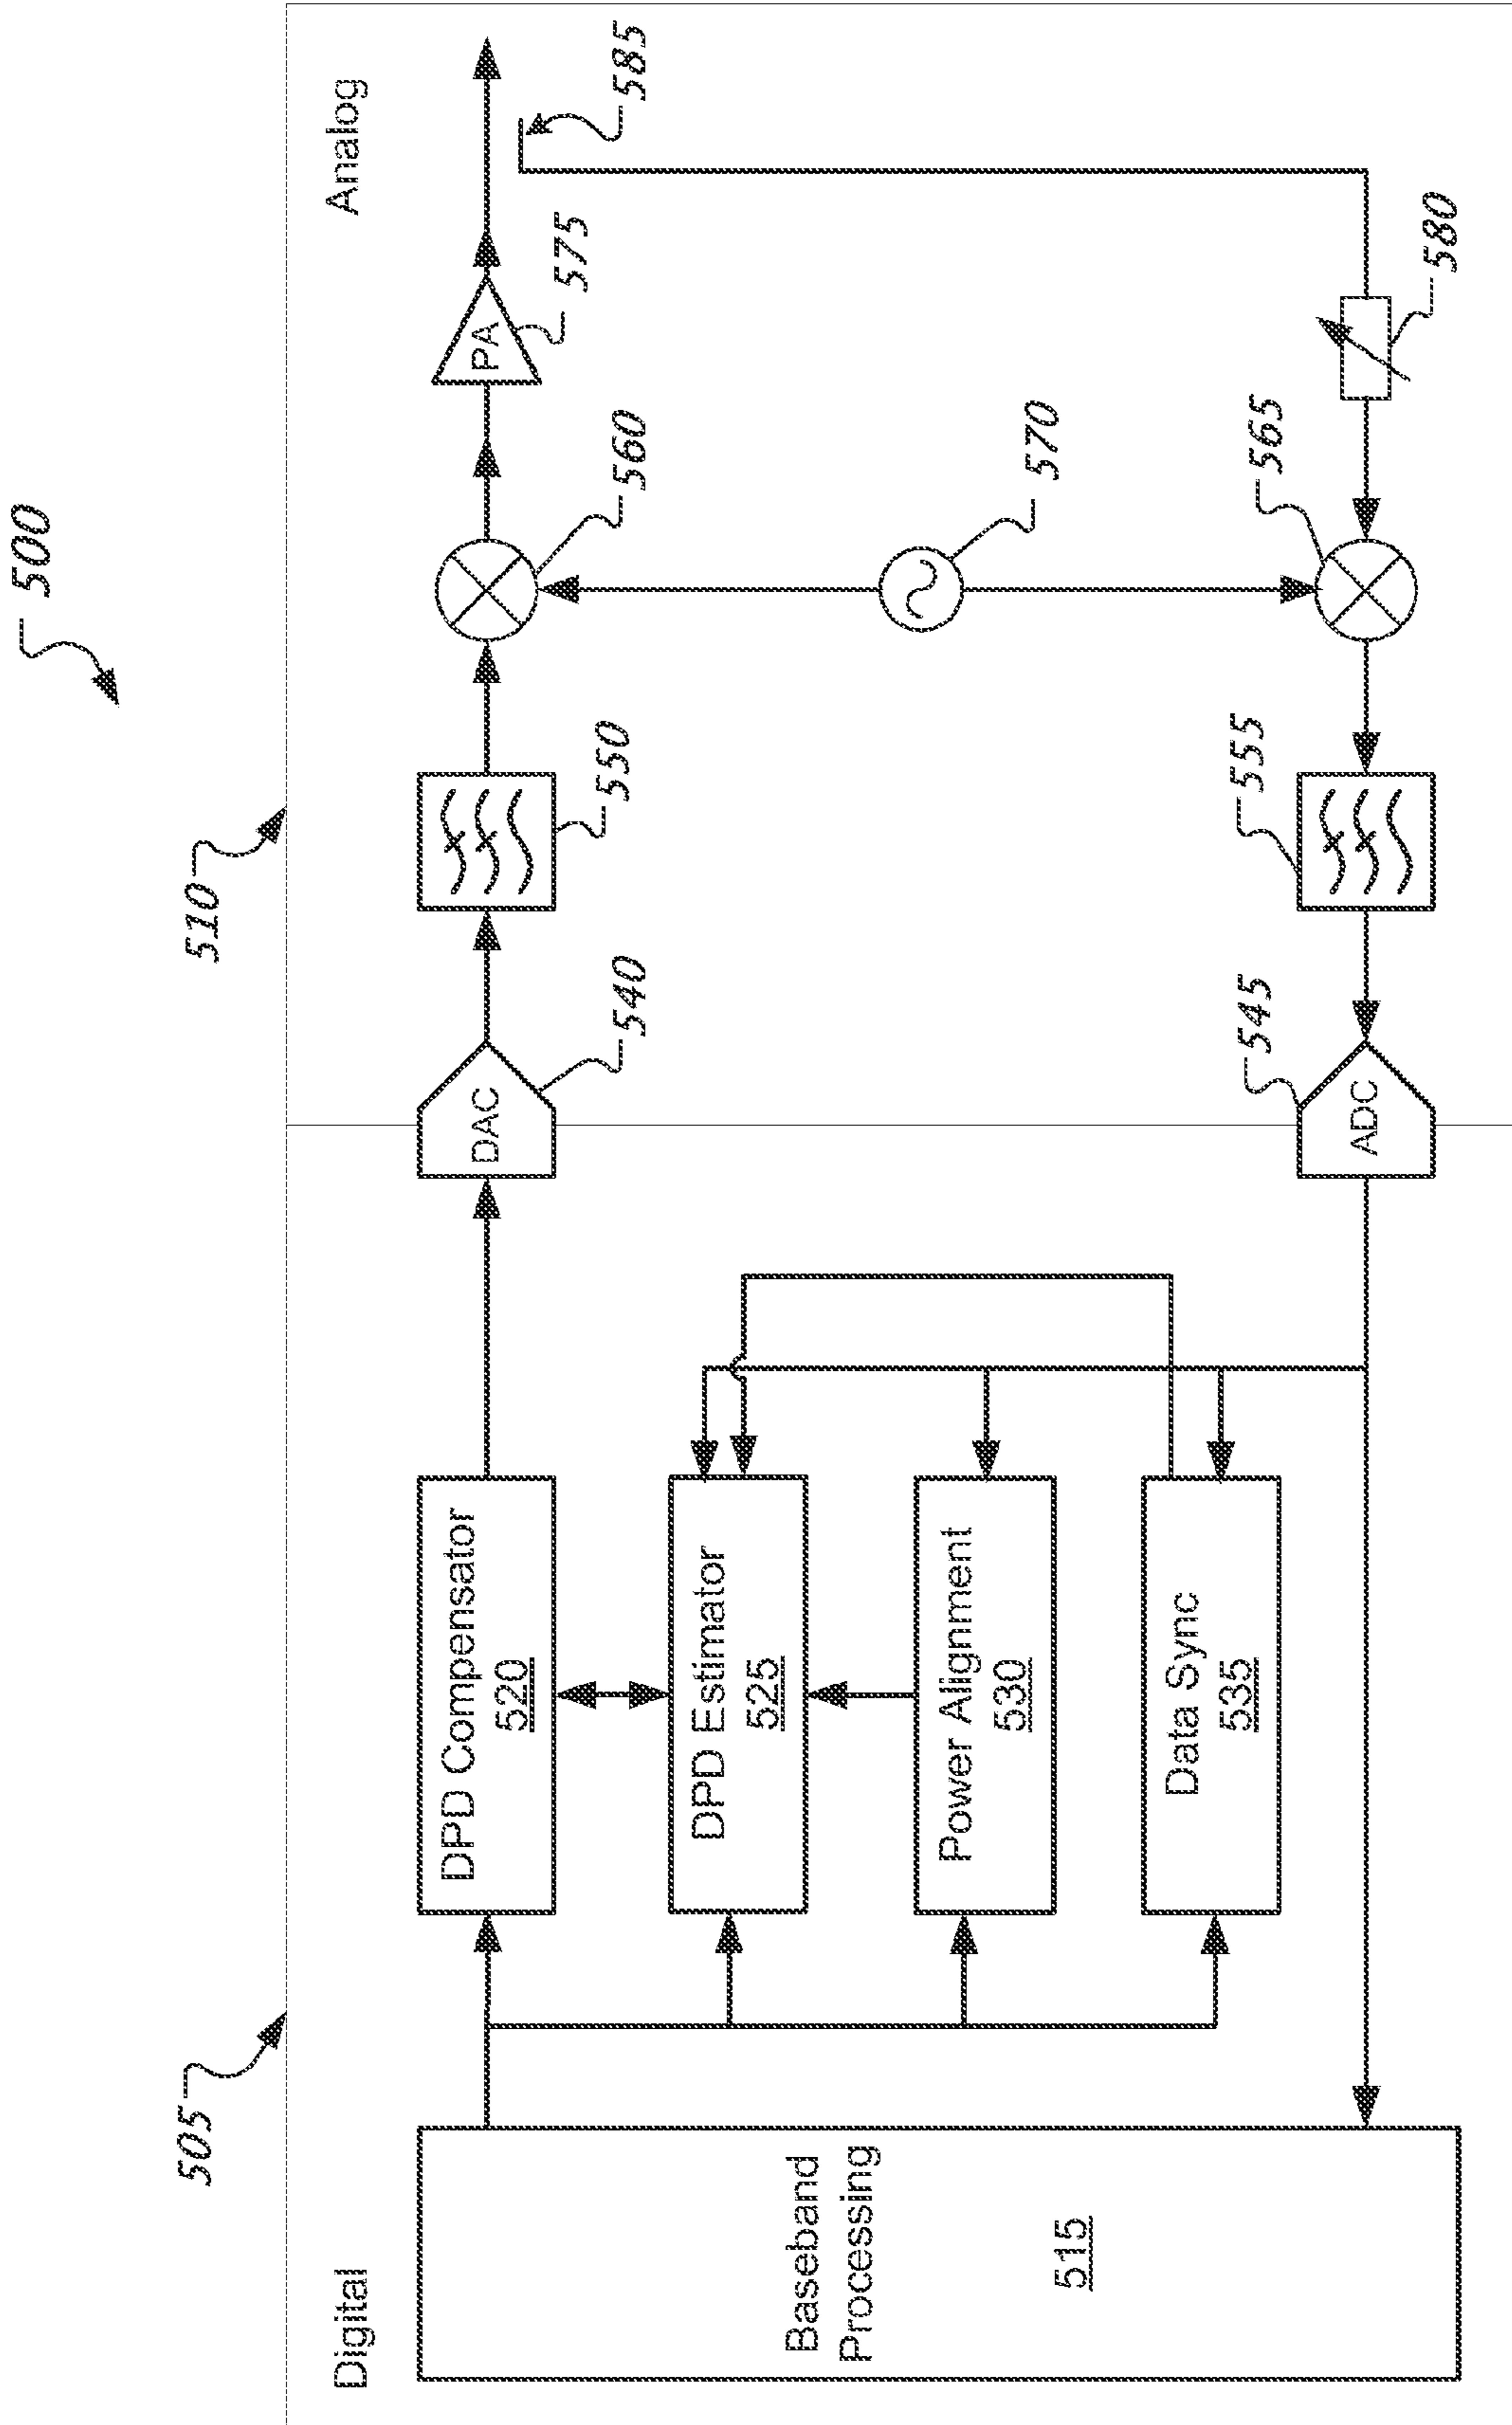 500
505
510
Digital
Analog
Baseband
Processing
515
DPD Compensator
520
DPD Estimator
525
Power Alignment
530
Data Sync
535
DAC
540
550
560
PA
575
585
570
ADC
545
555
565
580